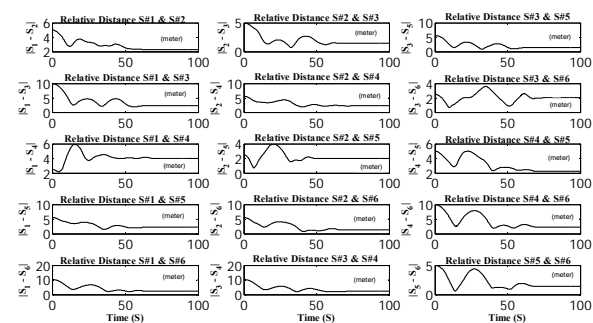 Relative Distance S#1 & S#2
|S1 - S2|
6
4
2
0
50
100
(meter)
Relative Distance S#2 & S#3
|S2 - S3|
5
0
0
50
100
(meter)
Relative Distance S#3 & S#5
|S3 - S5|
10
5
0
0
50
100
(meter)
Relative Distance S#1 & S#3
|S1 - S3|
10
5
0
0
50
100
(meter)
Relative Distance S#2 & S#4
|S2 - S4|
10
5
0
0
50
100
(meter)
Relative Distance S#3 & S#6
|S3 - S6|
4
2
0
0
50
100
(meter)
Relative Distance S#1 & S#4
|S1 - S4|
6
4
2
0
50
100
(meter)
Relative Distance S#2 & S#5
|S2 - S5|
4
2
0
0
50
100
(meter)
Relative Distance S#4 & S#5
|S4 - S5|
6
4
2
0
50
100
(meter)
Relative Distance S#1 & S#5
|S1 - S5|
10
5
0
0
50
100
(meter)
Relative Distance S#2 & S#6
|S2 - S6|
10
5
0
0
50
100
(meter)
Relative Distance S#4 & S#6
|S4 - S6|
10
5
0
0
50
100
(meter)
Relative Distance S#1 & S#6
|S1 - S6|
20
10
0
0
50
100
(meter)
Time (S)
Relative Distance S#3 & S#4
|S3 - S4|
20
10
0
0
50
100
(meter)
Time (S)
Relative Distance S#5 & S#6
|S5 - S6|
5
0
0
50
100
(meter)
Time (S)